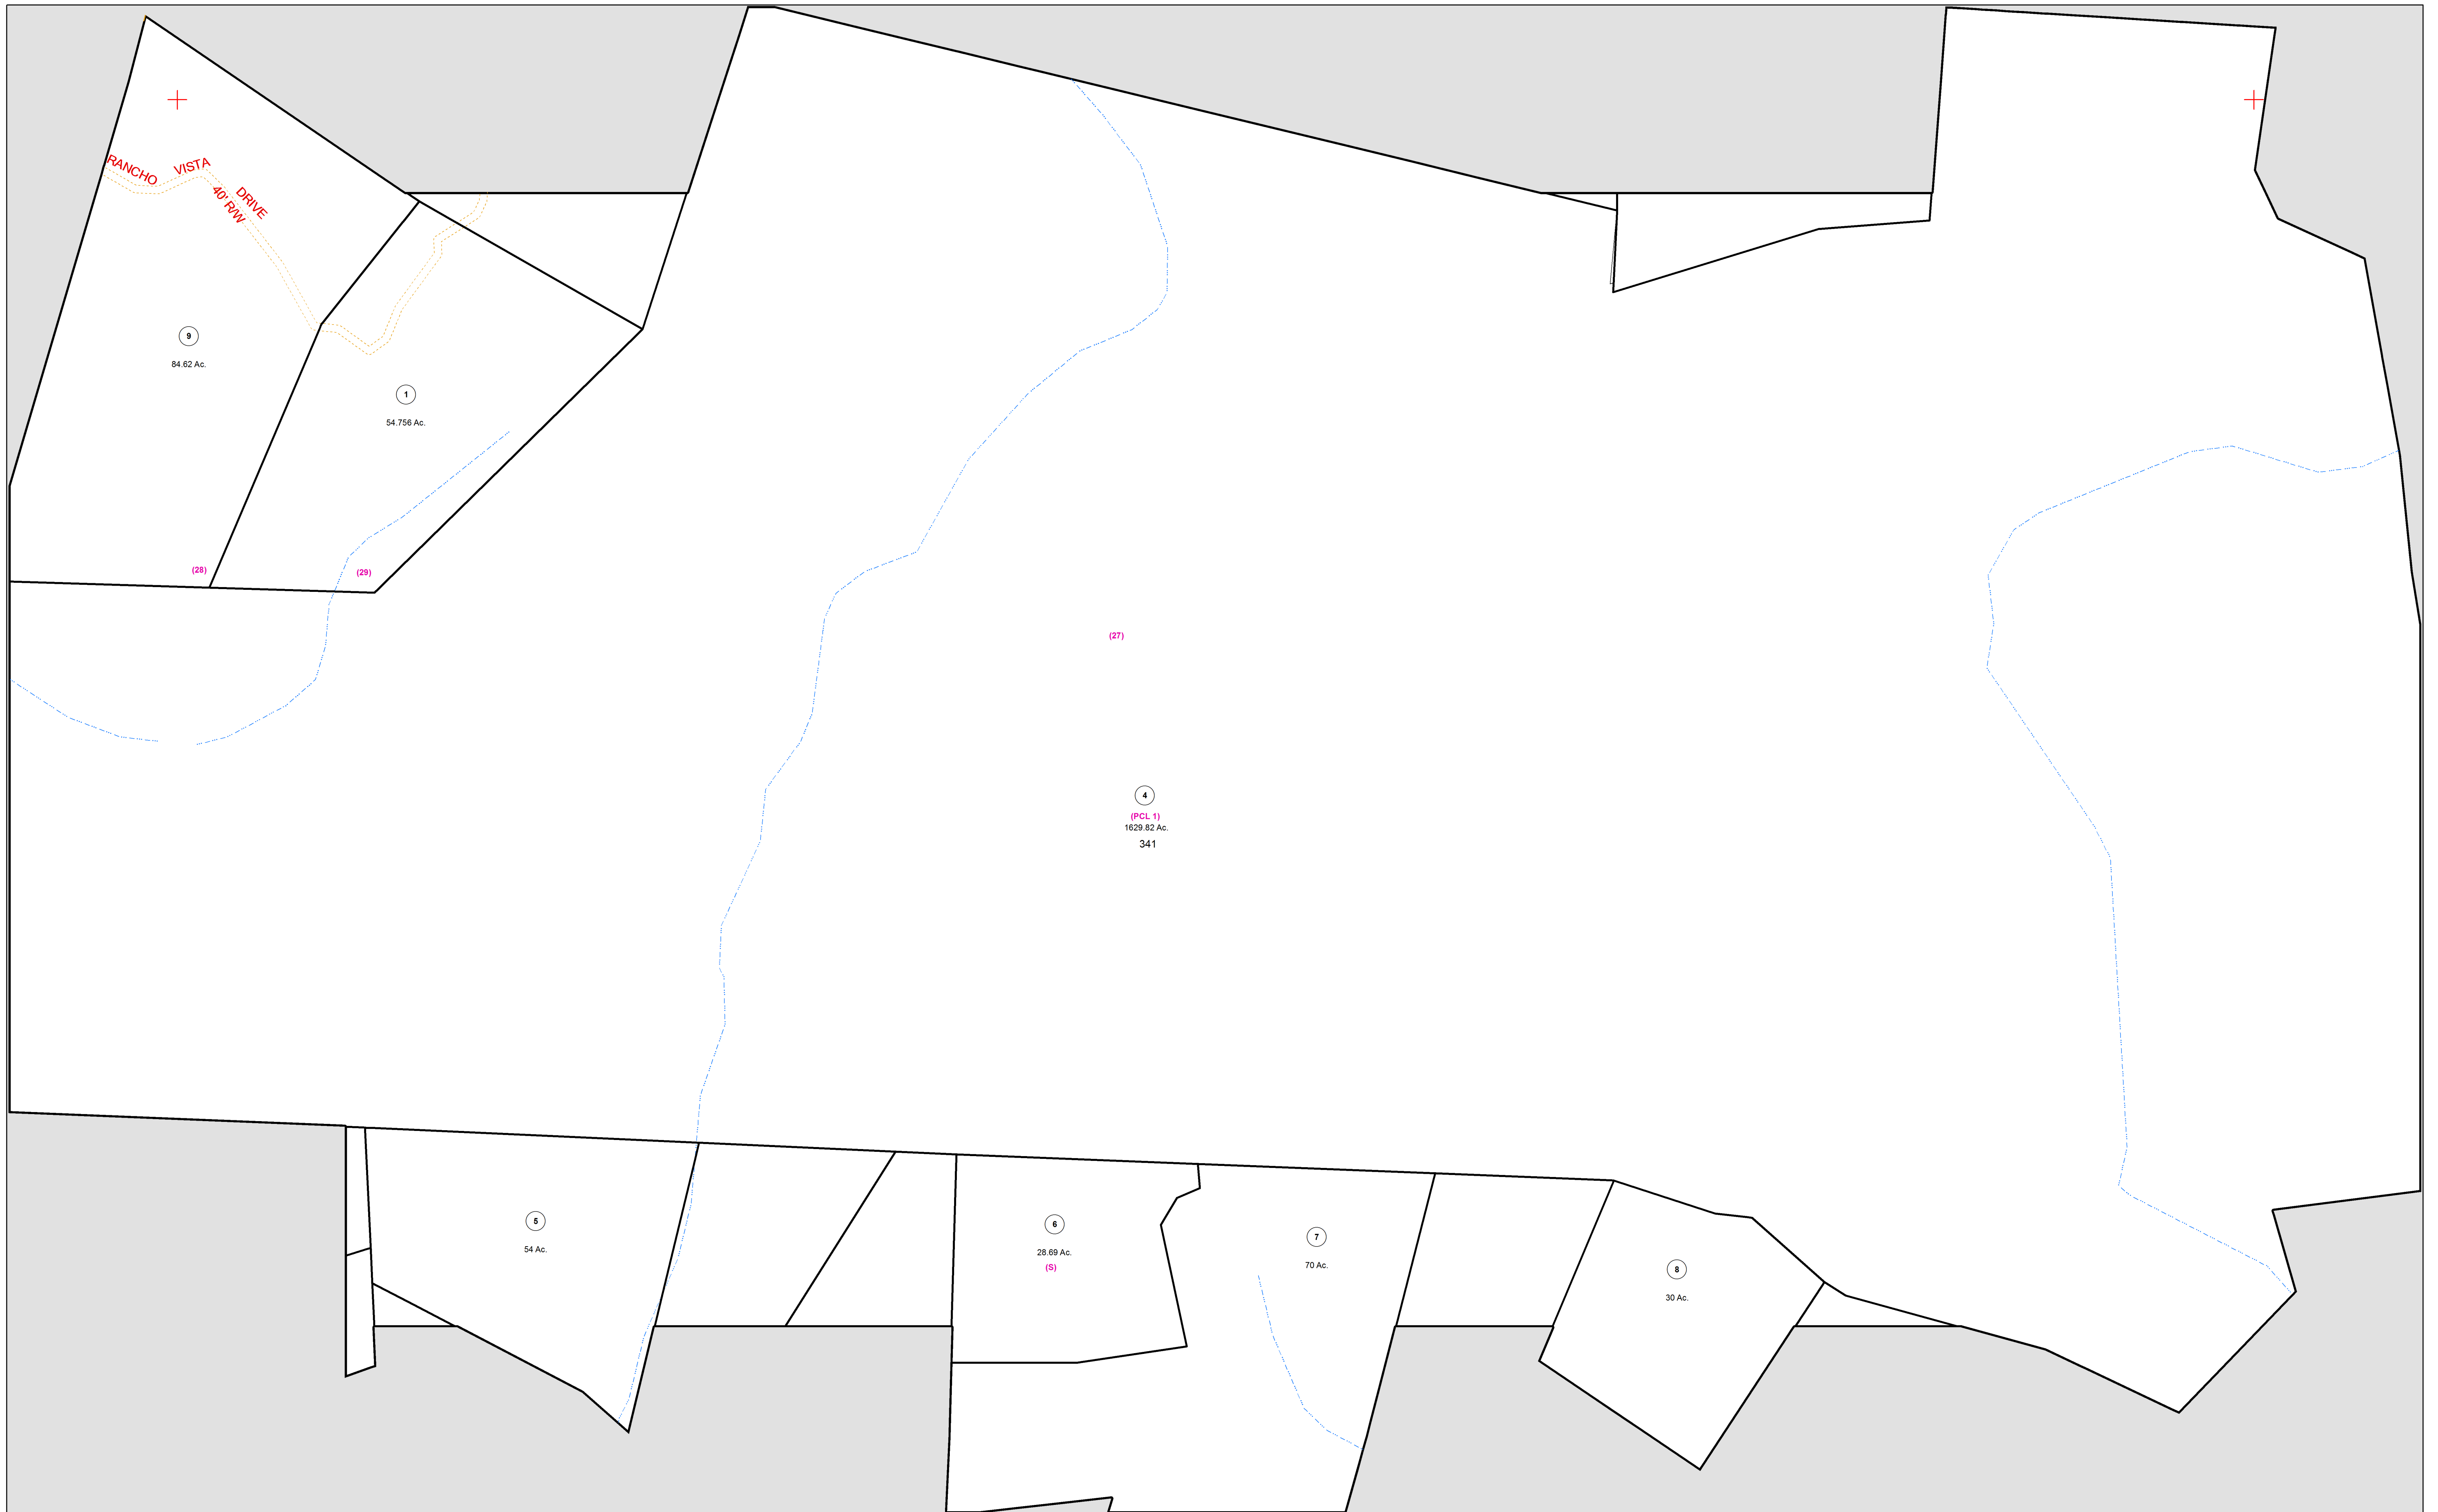 RANCHO VISTA DRIVE
40' R/W
9
84.62 Ac.
1
54.756 Ac.
(28)
(29)
(27)
4
(PCL 1)
1629.82 Ac.
341
5
54 Ac.
6
28.69 Ac.
(S)
7
70 Ac.
8
30 Ac.